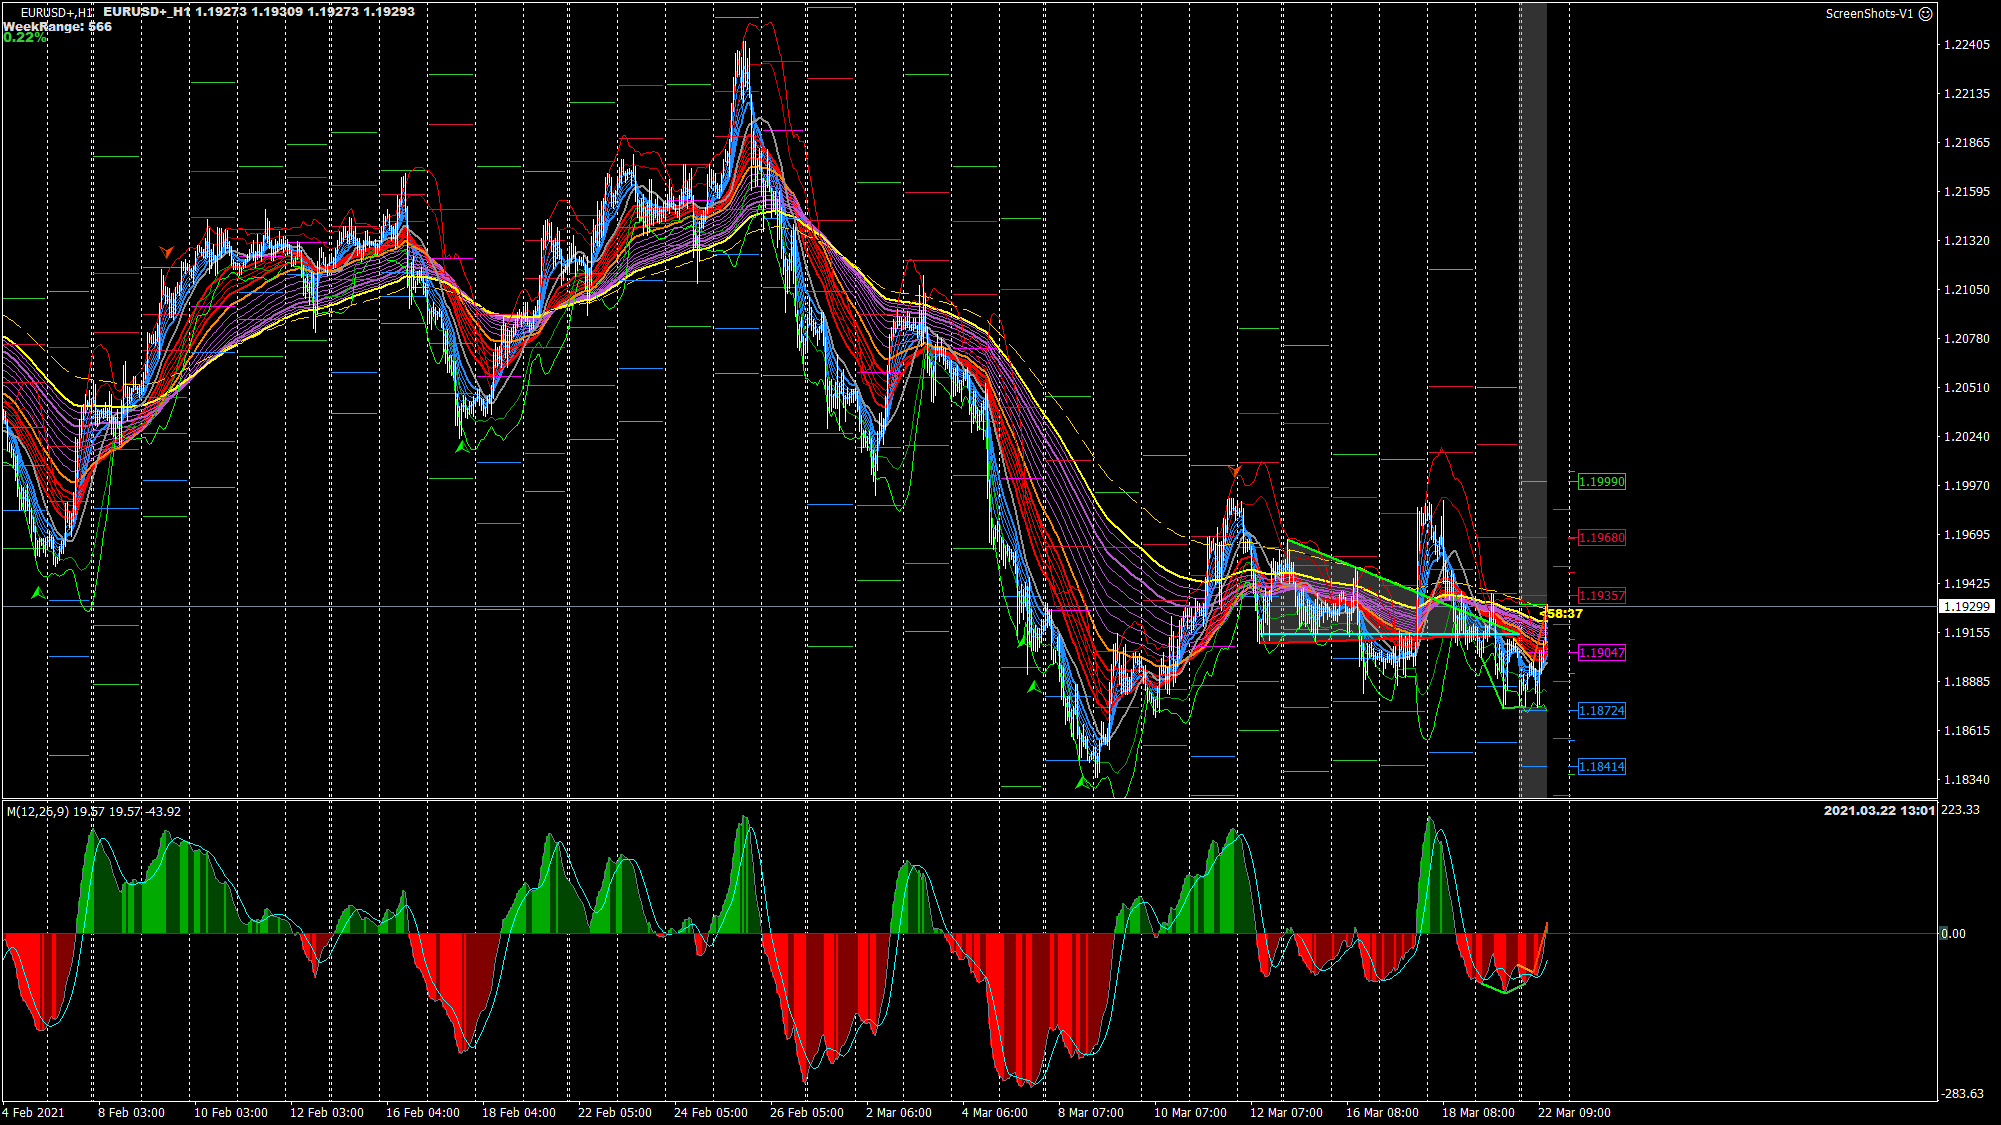 EURUSD+,H1 EURUSD+_H1 1.19273 1.19309 1.19273 1.19293
ScreenShots-V1 ☺
WeekRange: 566
0.22%
1.22405
1.22135
1.21865
1.21595
1.21320
1.21050
1.20780
1.20510
1.20240
1.19970
1.19695
1.19425
1.19299
1.19155
1.18885
1.18615
1.18340
1.19990
1.19680
1.19357
<58:37
1.19047
1.18724
1.18414
M(12,26,9) 19.57 19.57 -43.92
2021.03.22 13:01
223.33
0.00
-283.63
4 Feb 2021
8 Feb 03:00
10 Feb 03:00
12 Feb 03:00
16 Feb 04:00
18 Feb 04:00
22 Feb 05:00
24 Feb 05:00
26 Feb 05:00
2 Mar 06:00
4 Mar 06:00
8 Mar 07:00
10 Mar 07:00
12 Mar 07:00
16 Mar 08:00
18 Mar 08:00
22 Mar 09:00